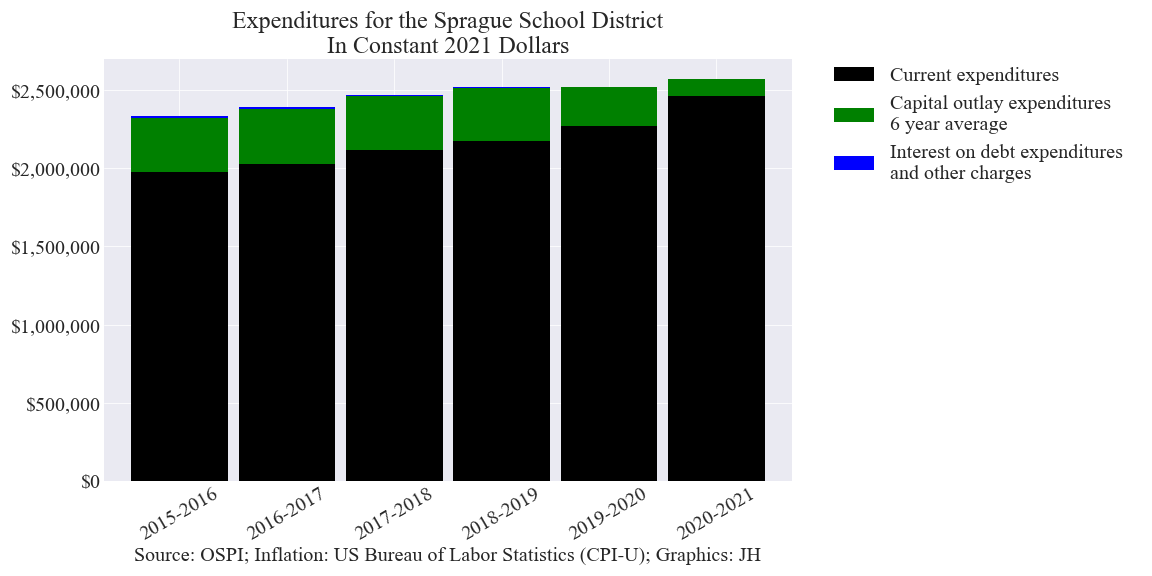 Expenditures for the Sprague School District
In Constant 2021 Dollars
$2,500,000
$2,000,000
$1,500,000
$1,000,000
$500,000
$0
2015-2016
2016-2017
2017-2018
2018-2019
2019-2020
2020-2021
Source: OSPI; Inflation: US Bureau of Labor Statistics (CPI-U); Graphics: JH
Current expenditures
Capital outlay expenditures
6 year average
Interest on debt expenditures
and other charges